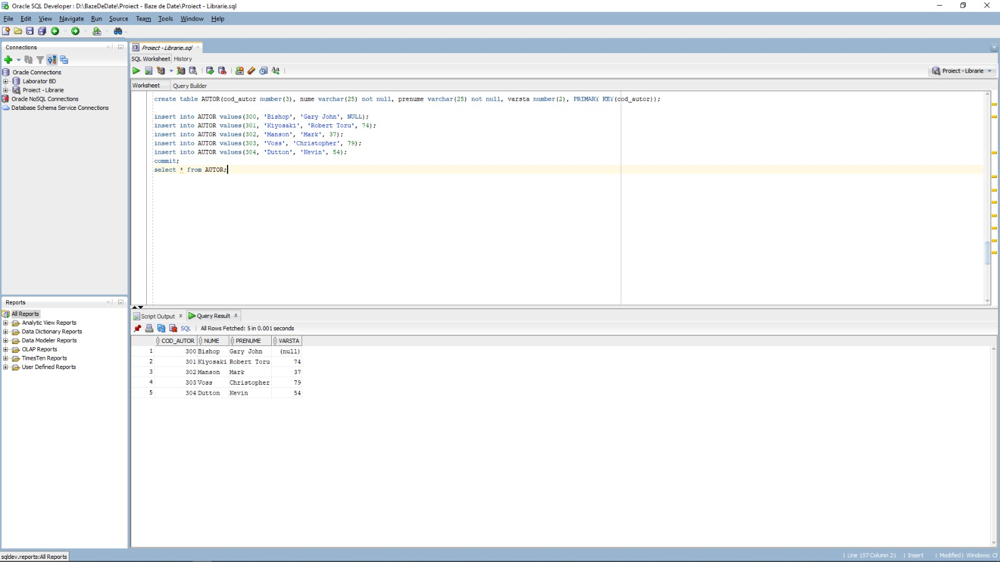 Oracle SQL Developer : D:\BazeDeDate\Proiect - Baze de Date\Proiect - Librarie.sql
File Edit View Navigate Run Source Team Tools Window Help
Connections
Oracle Connections
Laborator BD
Proiect - Librarie
Oracle NoSQL Connections
Database Schema Service Connections
Reports
All Reports
Analytic View Reports
Data Dictionary Reports
Data Modeler Reports
OLAP Reports
TimesTen Reports
User Defined Reports
Proiect - Librarie.sql
SQL Worksheet History
Proiect - Librarie
Worksheet Query Builder
create table AUTOR(cod_autor number(3), nume varchar(25) not null, prenume varchar(25) not null, varsta number(2), PRIMARY KEY(cod_autor));
insert into AUTOR values(300, 'Bishop', 'Gary John', NULL);
insert into AUTOR values(301, 'Kiyosaki', 'Robert Toru', 74);
insert into AUTOR values(302, 'Manson', 'Mark', 37);
insert into AUTOR values(303, 'Voss', 'Christopher', 79);
insert into AUTOR values(304, 'Dutton', 'Kevin', 54);
commit;
select * from AUTOR;
Script Output Query Result
SQL | All Rows Fetched: 5 in 0.001 seconds
COD_AUTOR NUME PRENUME VARSTA
1 300 Bishop Gary John (null)
2 301 Kiyosaki Robert Toru 74
3 302 Manson Mark 37
4 303 Voss Christopher 79
5 304 Dutton Kevin 54
sqldev.reports:All Reports
| Line 157 Column 21 | Insert | Modified | Windows: CF